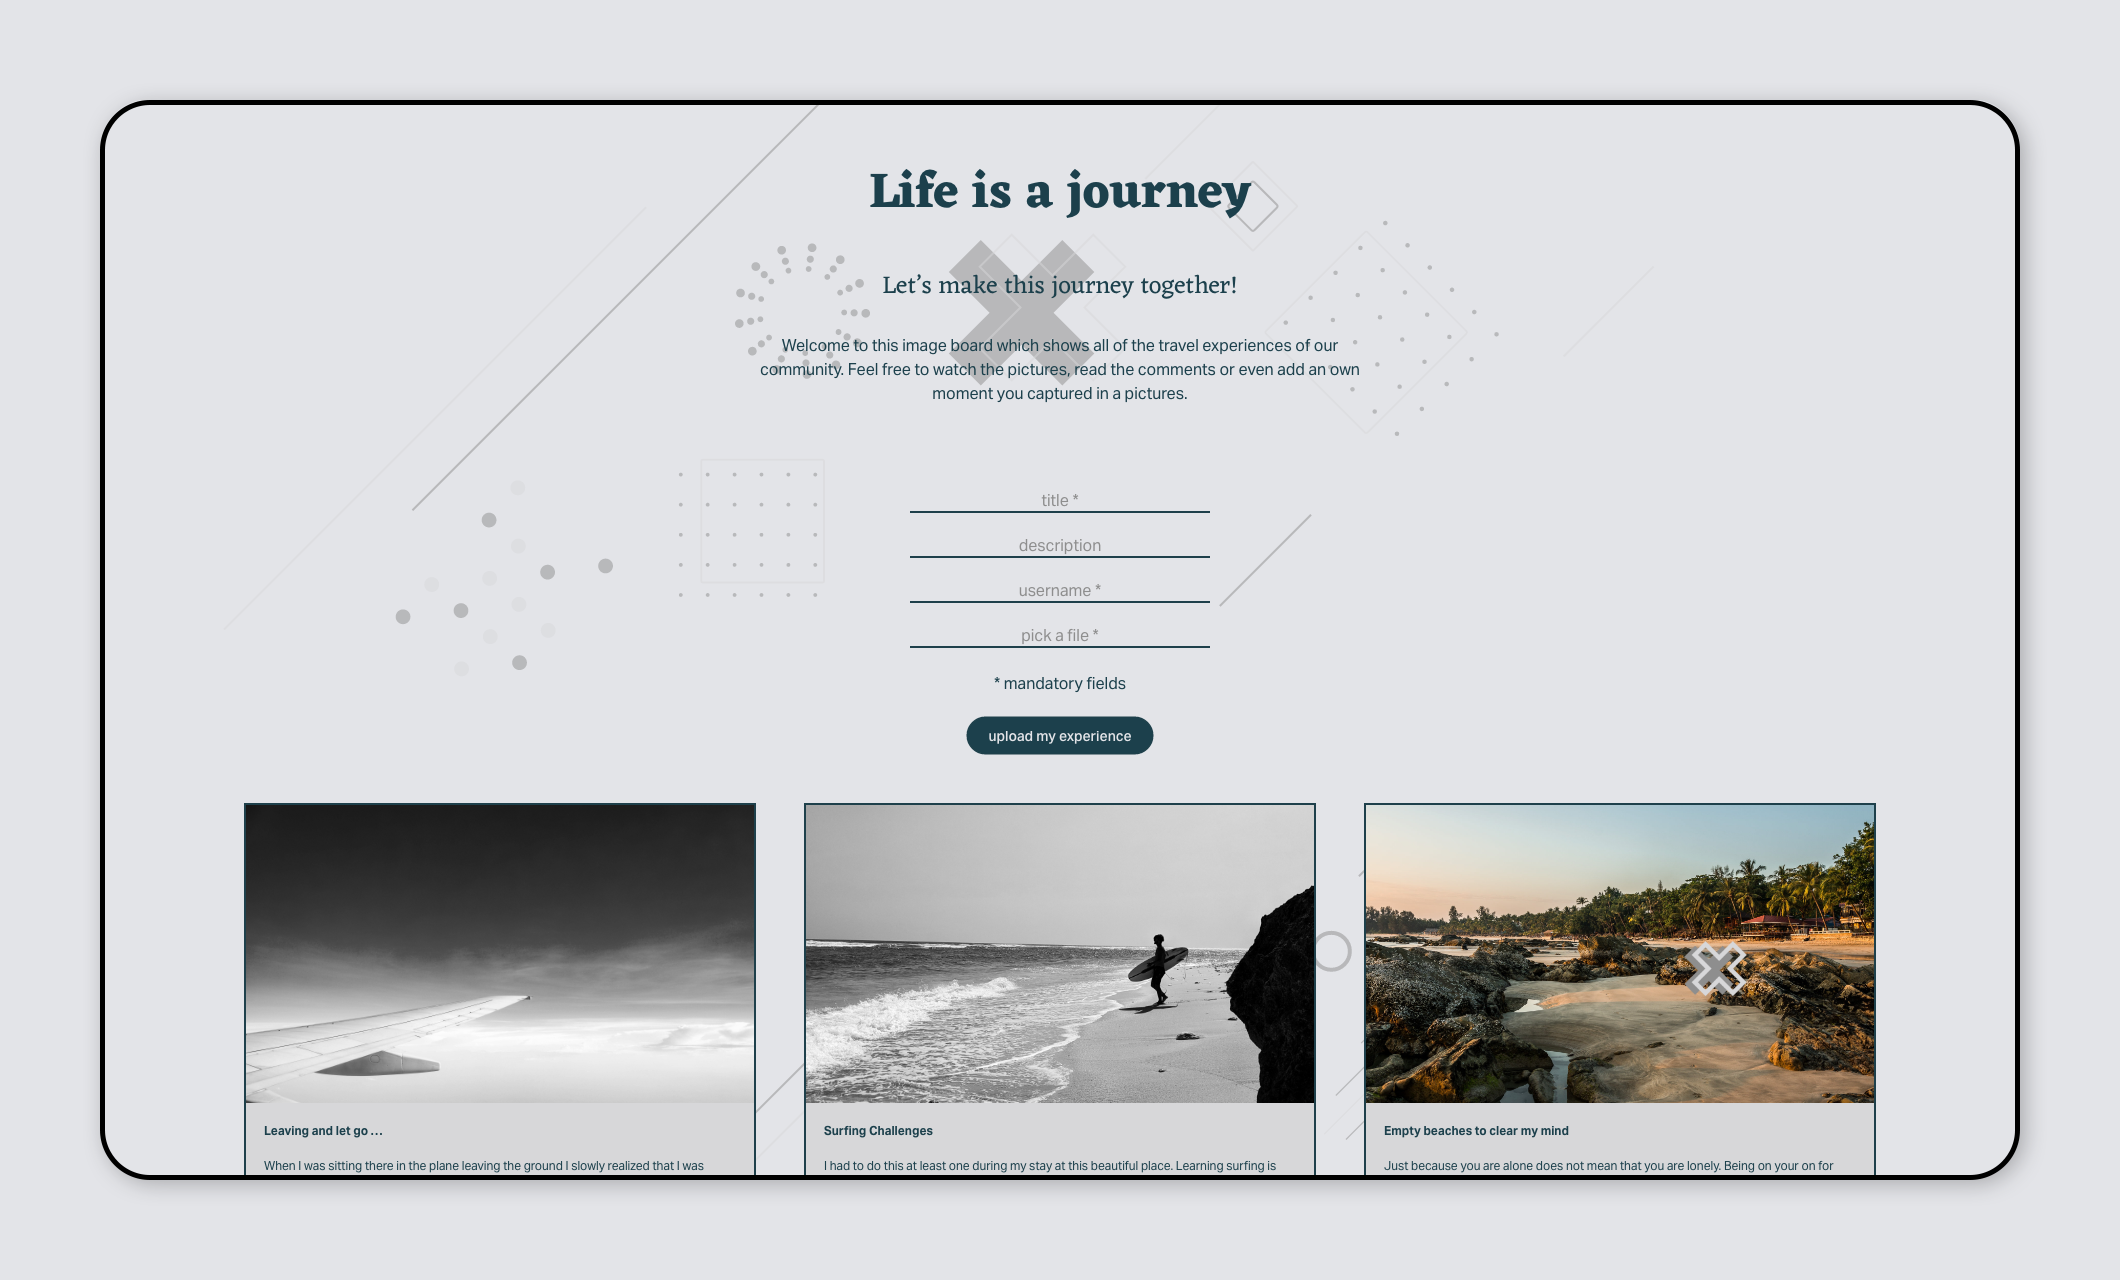 Life is a journey
Let’s make this journey together!
Welcome to this image board which shows all of the travel experiences of our
community. Feel free to watch the pictures, read the comments or even add an own
moment you captured in a pictures.
title *
description
username *
pick a file *
* mandatory fields
upload my experience
Leaving and let go ...
When I was sitting there in the plane leaving the ground I slowly realized that I was
Surfing Challenges
I had to do this at least one during my stay at this beautiful place. Learning surfing is
Empty beaches to clear my mind
Just because you are alone does not mean that you are lonely. Being on your on for